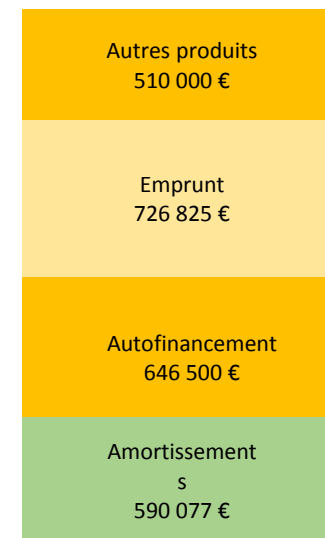 Autres produits
510 000 €
Emprunt
726 825 €
Autofinancement
646 500 €
Amortissement
s
590 077 €